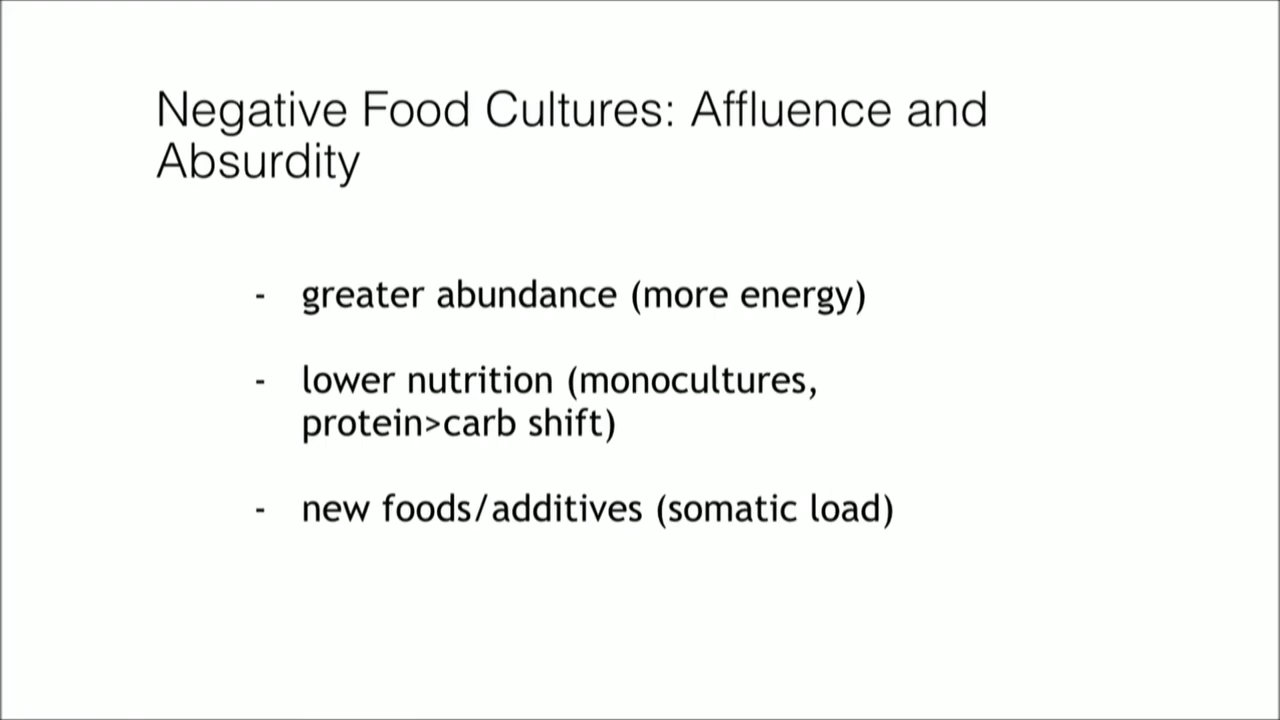 Negative Food Cultures: Affluence and
Absurdity
- greater abundance (more energy)
- lower nutrition (monocultures,
protein>carb shift)
- new foods/additives (somatic load)